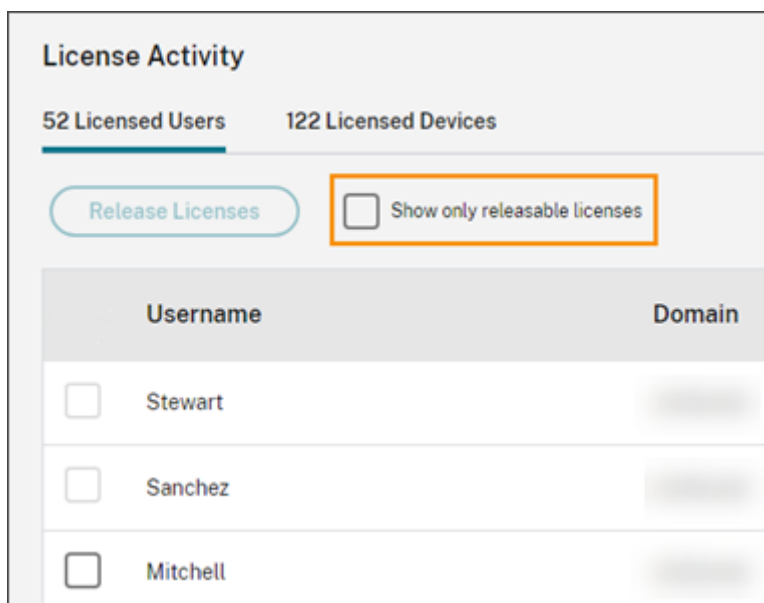 License Activity
52 Licensed Users 122 Licensed Devices
Release Licenses Show only releasable licenses
Username Domain
Stewart
Sanchez
Mitchell